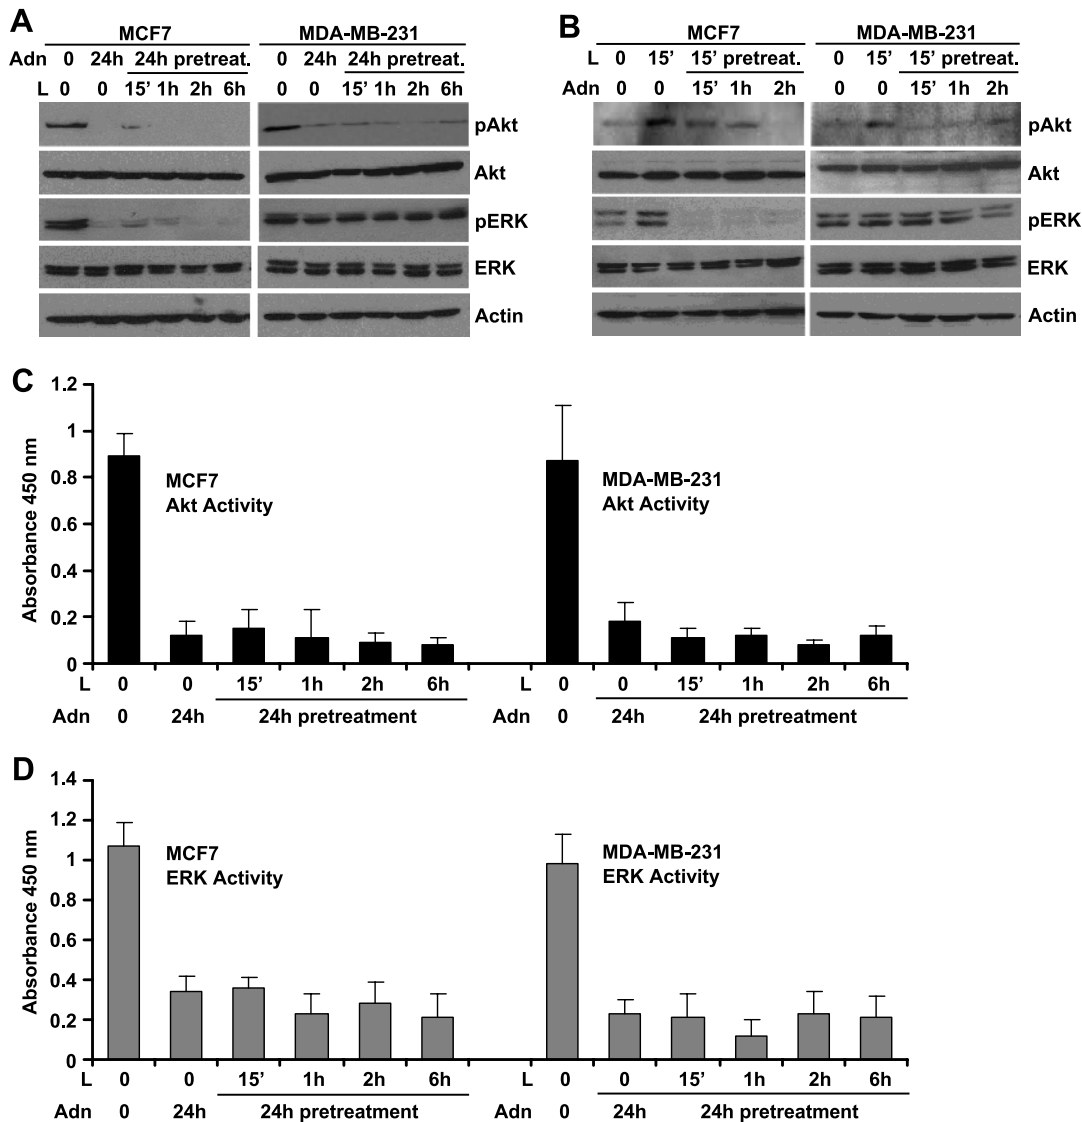 A
MCF7
MDA-MB-231
Adn 0 24h 24h pretreat. 0 24h 24h pretreat.
L 0 0 15’ 1h 2h 6h 0 0 15’ 1h 2h 6h
pAkt
Akt
pERK
ERK
Actin
B
MCF7
MDA-MB-231
L 0 15’ 15’ pretreat. 0 15’ 15’ pretreat.
Adn 0 0 15’ 1h 2h 0 0 15’ 1h 2h
pAkt
Akt
pERK
ERK
Actin
C
Absorbance 450 nm
1.2
1
0.8
0.6
0.4
0.2
0
MCF7
Akt Activity
MDA-MB-231
Akt Activity
L 0 0 15’ 1h 2h 6h L 0 0 15’ 1h 2h 6h
Adn 0 24h 24h pretreatment Adn 0 24h 24h pretreatment
D
Absorbance 450 nm
1.4
1.2
1
0.8
0.6
0.4
0.2
0
MCF7
ERK Activity
MDA-MB-231
ERK Activity
L 0 0 15’ 1h 2h 6h L 0 0 15’ 1h 2h 6h
Adn 0 24h 24h pretreatment Adn 0 24h 24h pretreatment